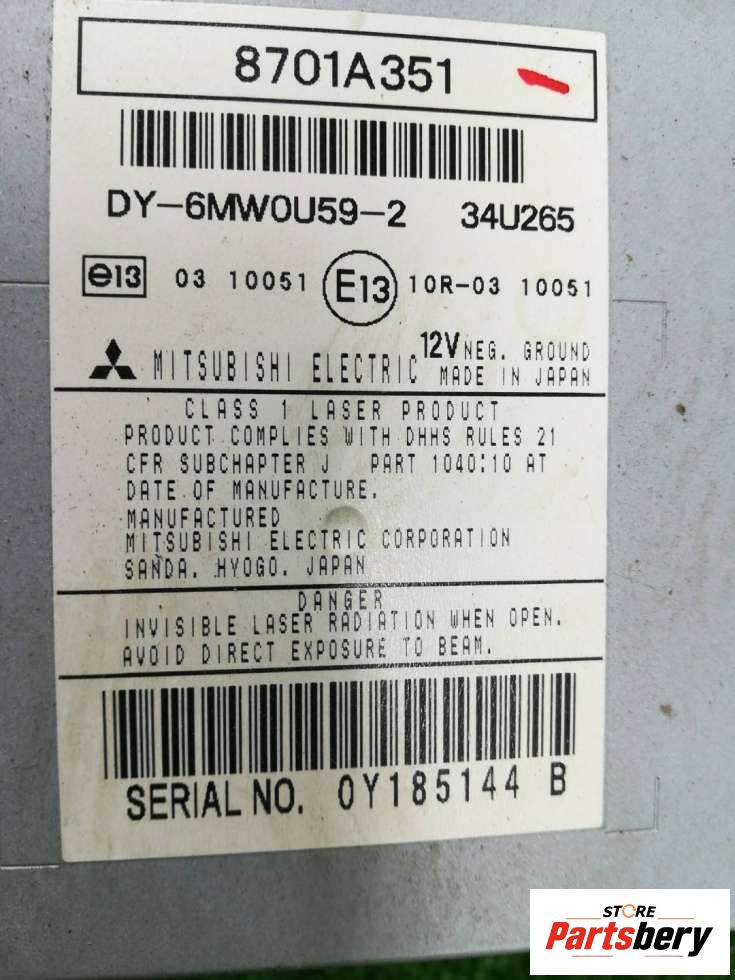 8701A351
DY-6MW0U59-2 34U265
e13 03 10051 E13 10R-03 10051
MITSUBISHI ELECTRIC 12V NEG. GROUND
MADE IN JAPAN
CLASS 1 LASER PRODUCT
PRODUCT COMPLIES WITH DHHS RULES 21
CFR SUBCHAPTER J PART 1040:10 AT
DATE OF MANUFACTURE.
MANUFACTURED
MITSUBISHI ELECTRIC CORPORATION
SANDA. HYOGO. JAPAN
DANGER
INVISIBLE LASER RADIATION WHEN OPEN.
AVOID DIRECT EXPOSURE TO BEAM.
SERIAL NO. 0Y185144 B
STORE
Partsbery